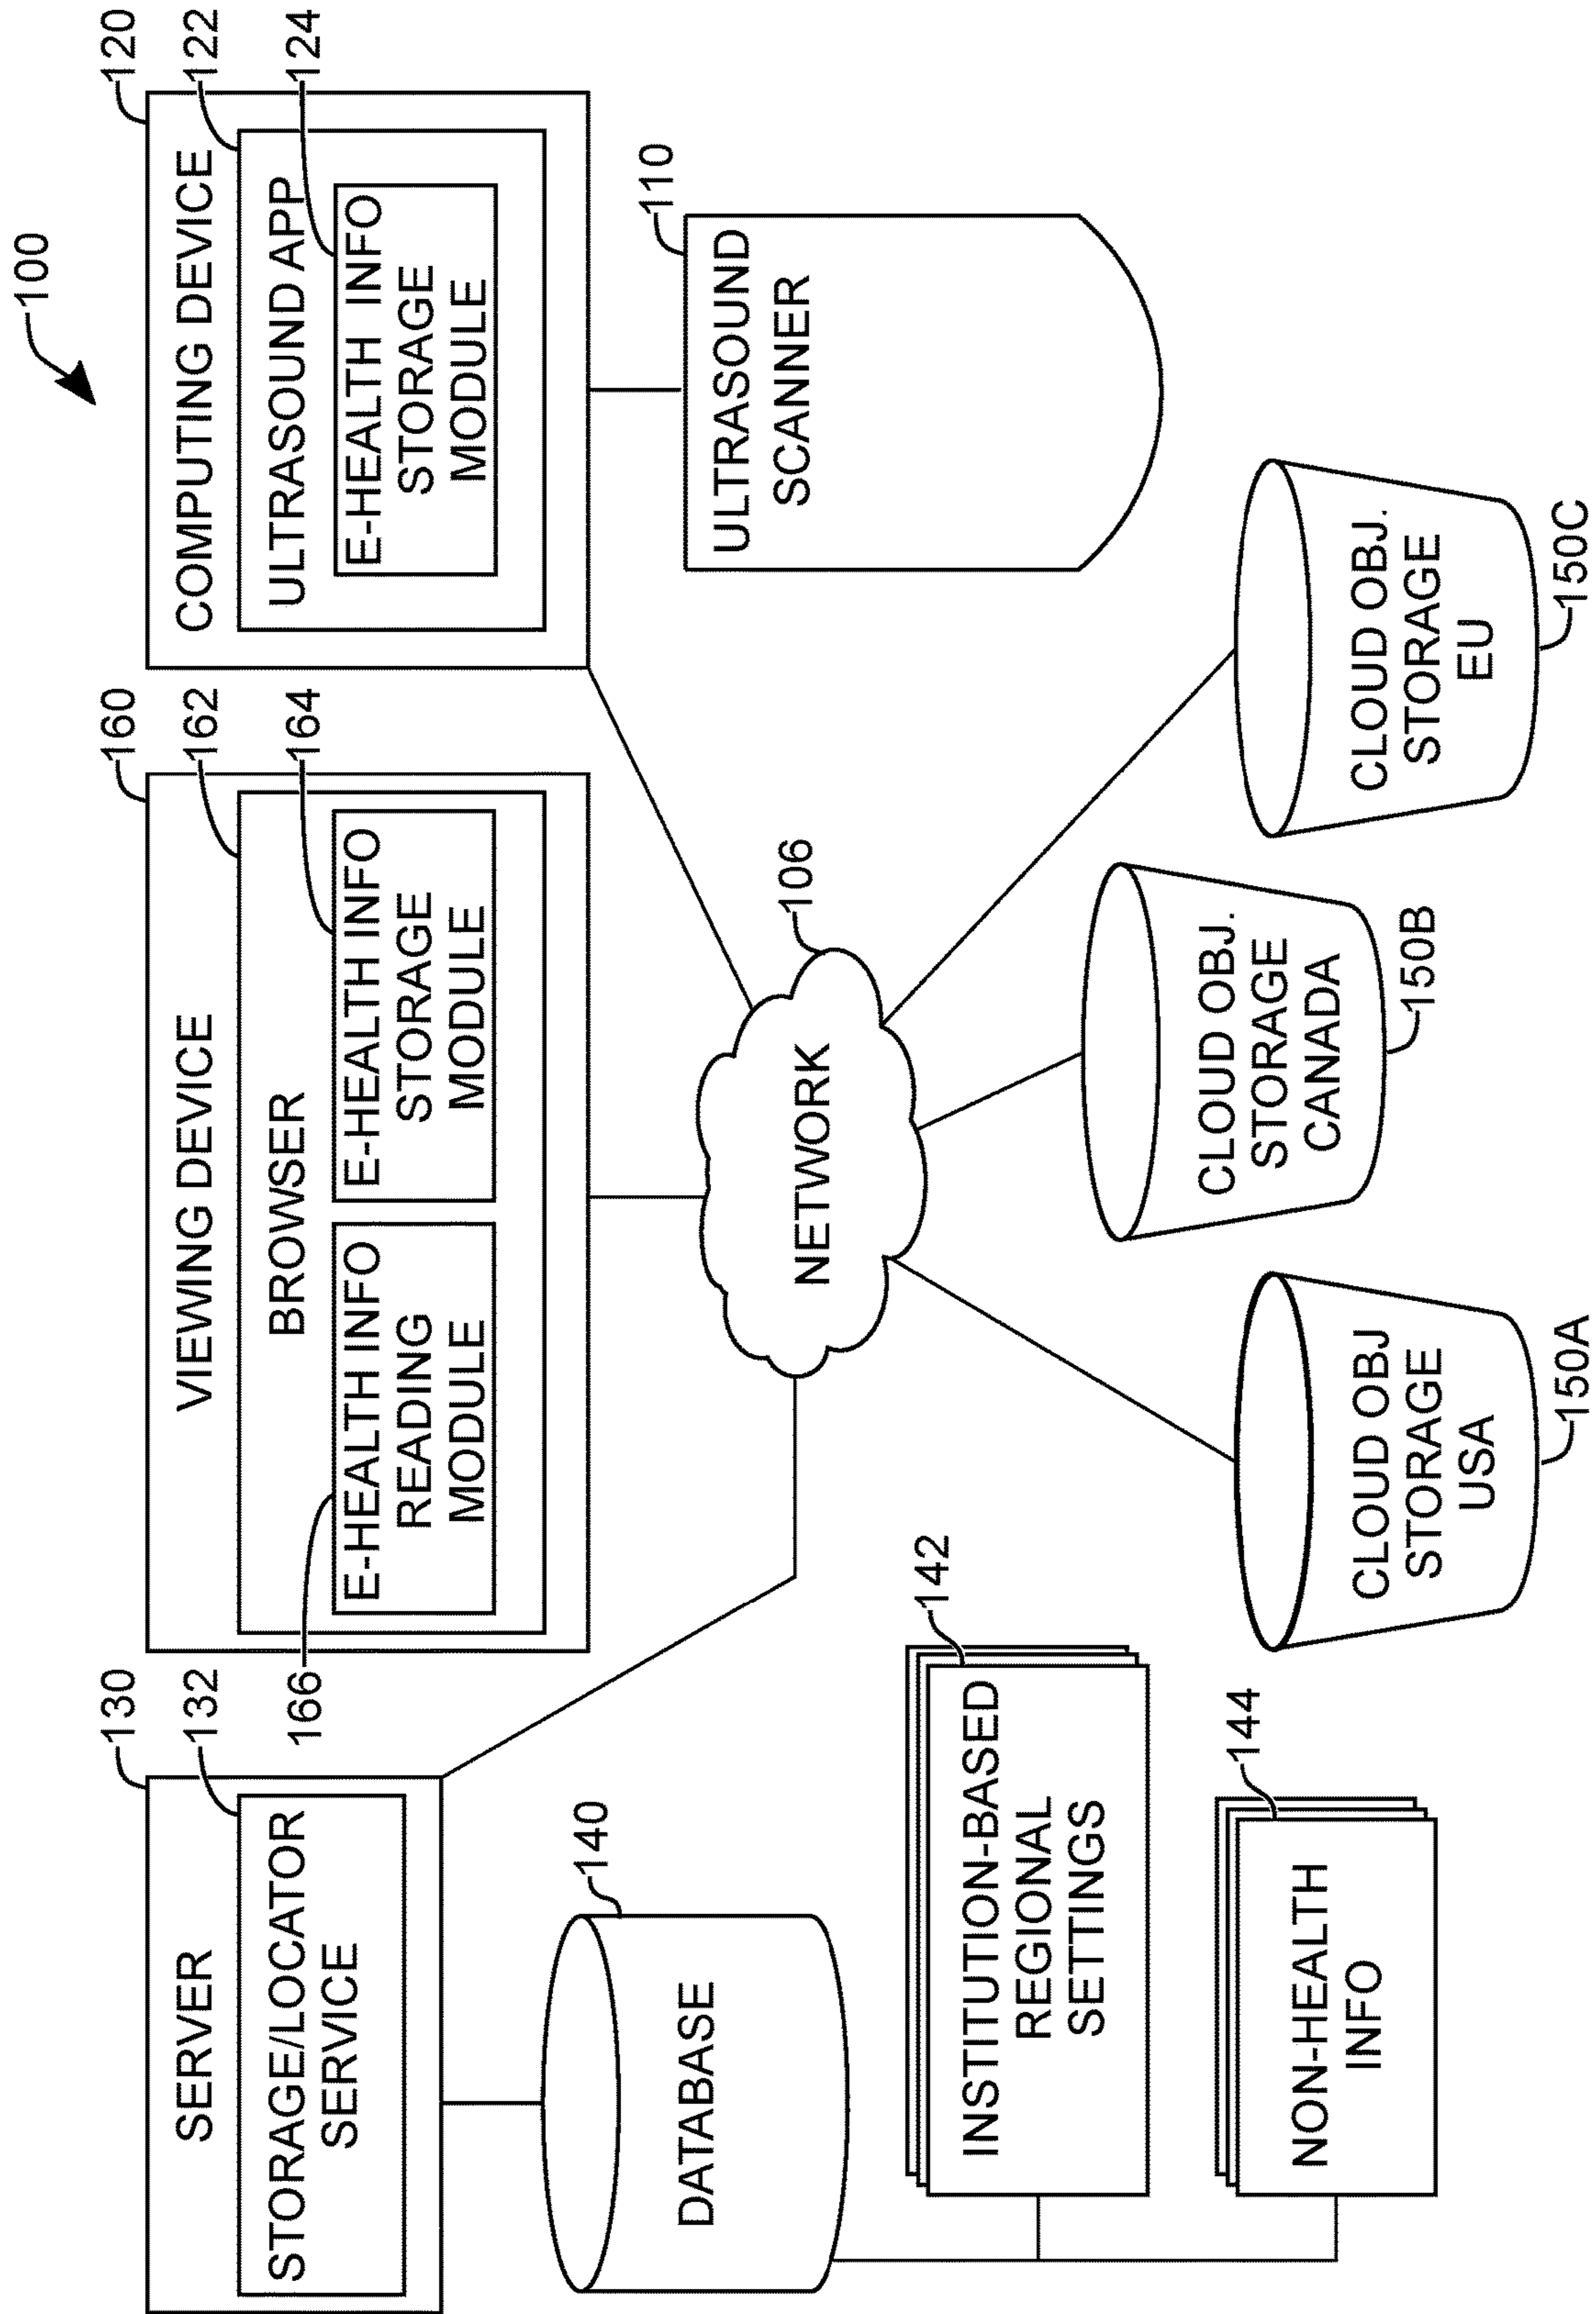 100
130
SERVER
132
STORAGE/LOCATOR
SERVICE
160
VIEWING DEVICE
162
BROWSER
166
E-HEALTH INFO
READING
MODULE
164
E-HEALTH INFO
STORAGE
MODULE
120
COMPUTING DEVICE
122
ULTRASOUND APP
124
E-HEALTH INFO
STORAGE
MODULE
140
DATABASE
106
NETWORK
110
ULTRASOUND
SCANNER
142
INSTITUTION-BASED
REGIONAL
SETTINGS
144
NON-HEALTH
INFO
CLOUD OBJ
STORAGE
USA
150A
CLOUD OBJ.
STORAGE
CANADA
150B
CLOUD OBJ.
STORAGE
EU
150C